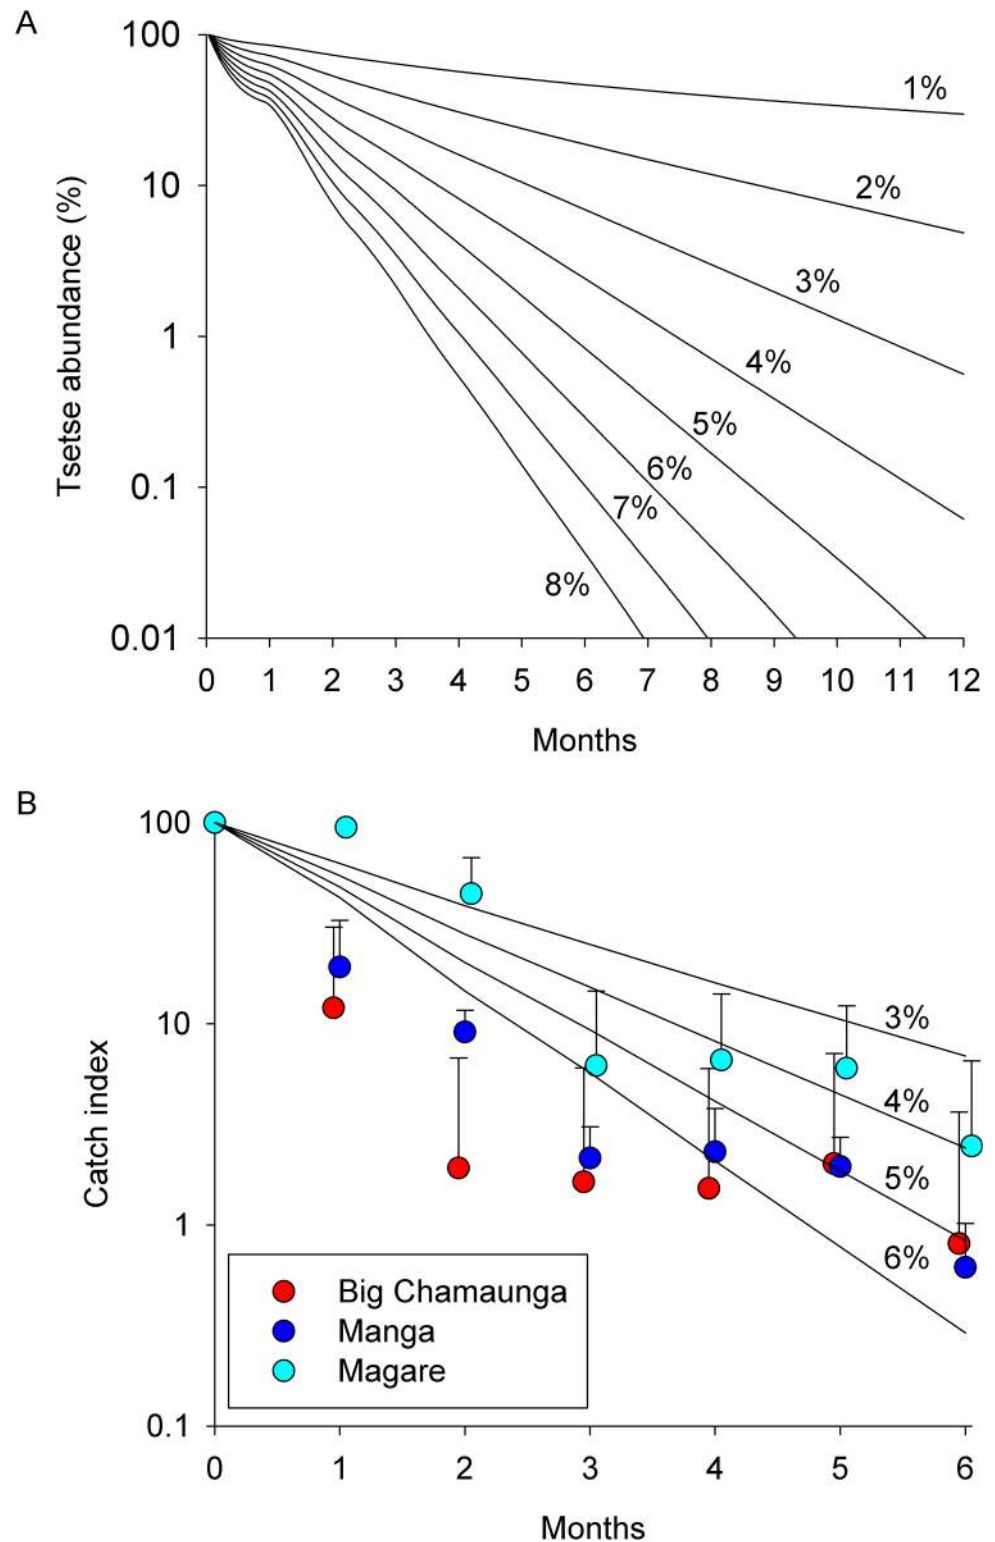 A
100
10
1
0.1
0.01
Tsetse abundance (%)
1%
2%
3%
4%
5%
6%
7%
8%
0 1 2 3 4 5 6 7 8 9 10 11 12
Months
B
100
10
1
0.1
Catch index
3%
4%
5%
6%
Big Chamaunga
Manga
Magare
0 1 2 3 4 5 6
Months